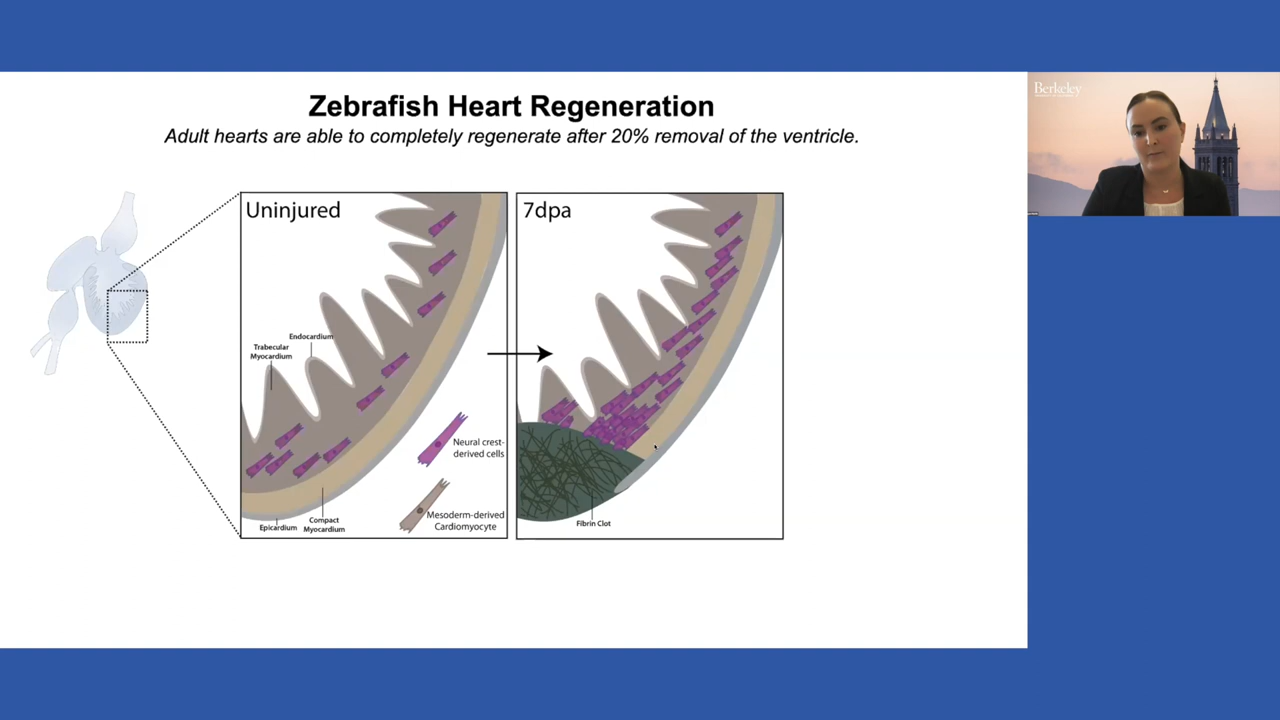 Zebrafish Heart Regeneration
Adult hearts are able to completely regenerate after 20% removal of the ventricle.
Berkeley
Uninjured
7dpa
Endocardium
Trabecular
Myocardium
Neural crest-
derived cells
Mesoderm-derived
Cardiomyocyte
Epicardium
Compact
Myocardium
Fibrin Clot